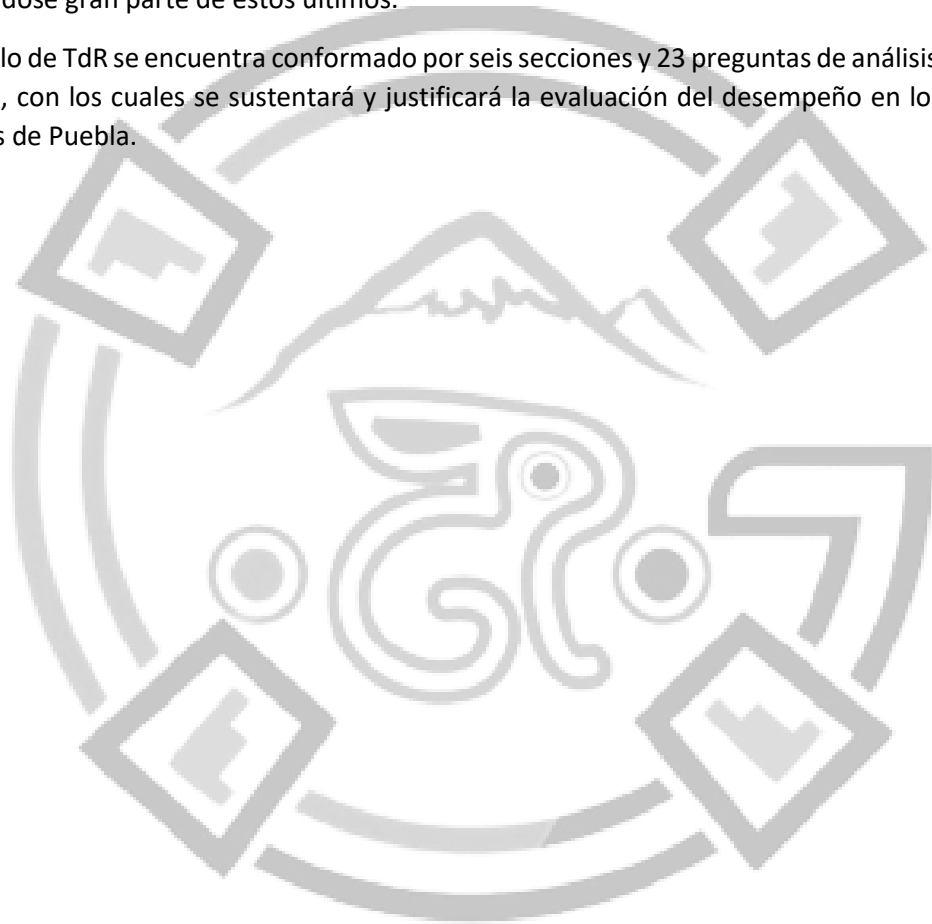 dose gran parte de estos últimos.
lo de TdR se encuentra conformado por seis secciones y 23 preguntas de análisis
, con los cuales se sustentará y justificará la evaluación del desempeño en lo
s de Puebla.